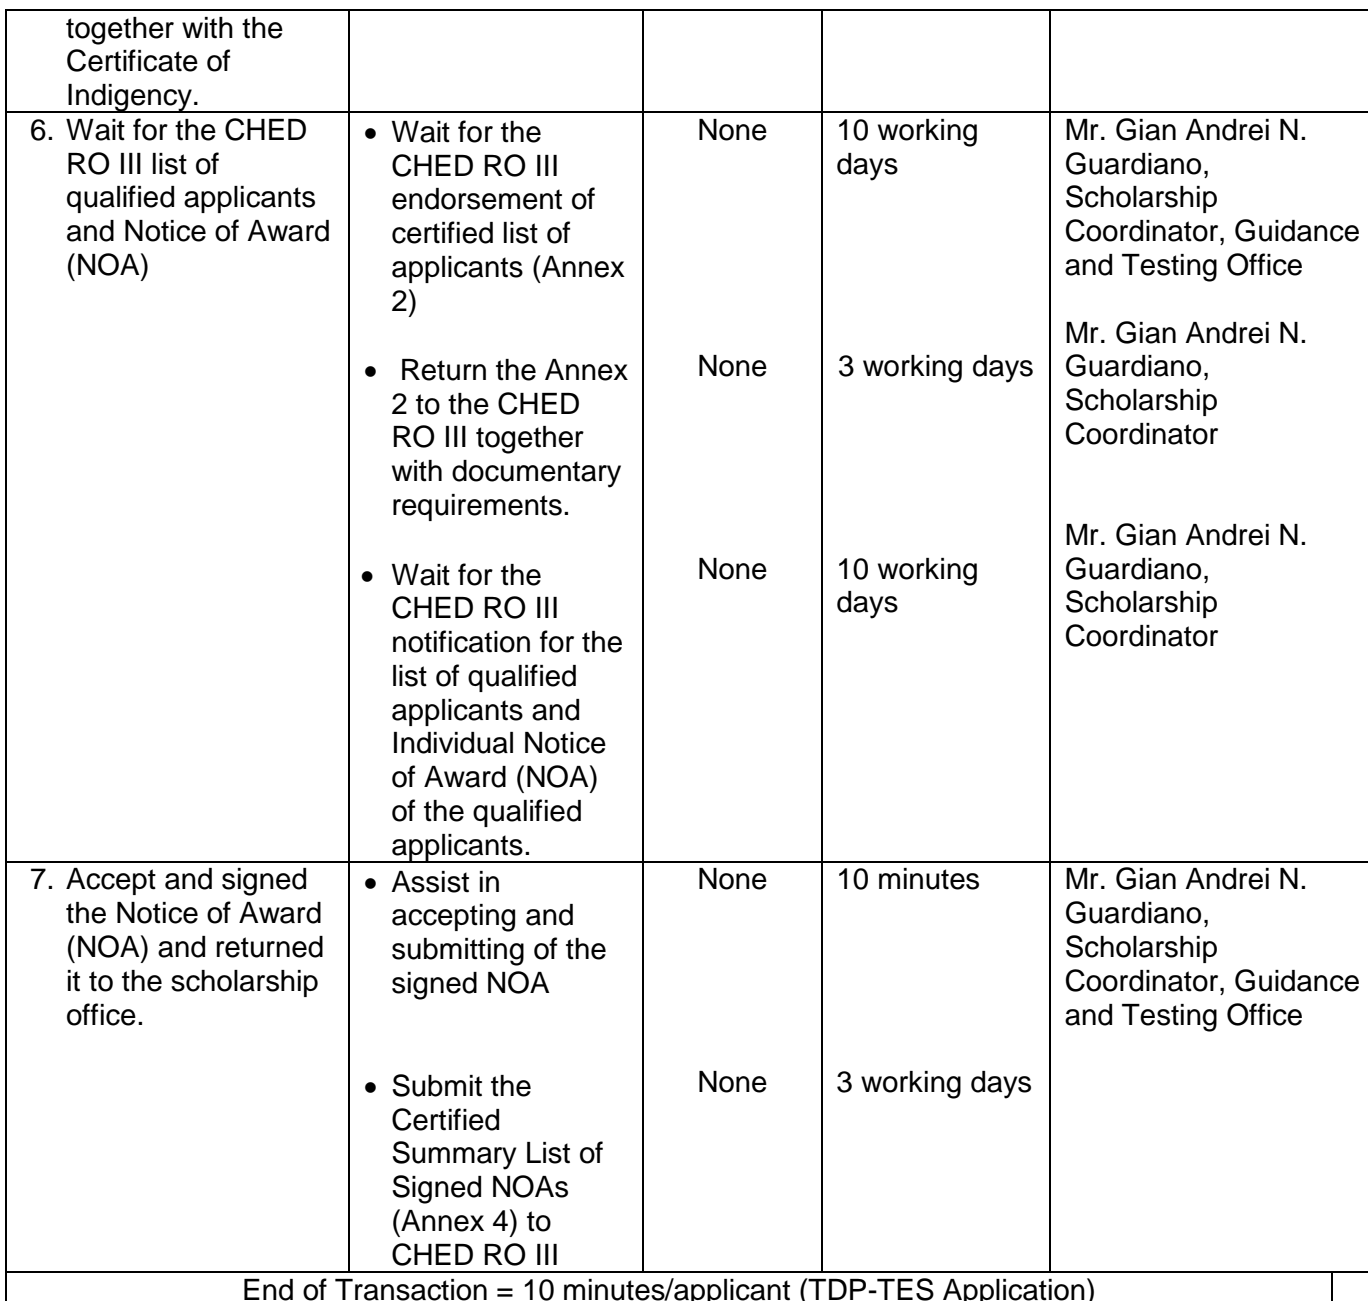 together with the
Certificate of
Indigency.
6. Wait for the CHED
RO III list of
qualified applicants
and Notice of Award
(NOA)
• Wait for the
CHED RO III
endorsement of
certified list of
applicants (Annex
2)
None
10 working
days
Mr. Gian Andrei N.
Guardiano,
Scholarship
Coordinator, Guidance
and Testing Office
• Return the Annex
2 to the CHED
RO III together
with documentary
requirements.
None
3 working days
Mr. Gian Andrei N.
Guardiano,
Scholarship
Coordinator
• Wait for the
CHED RO III
notification for the
list of qualified
applicants and
Individual Notice
of Award (NOA)
of the qualified
applicants.
None
10 working
days
Mr. Gian Andrei N.
Guardiano,
Scholarship
Coordinator
7. Accept and signed
the Notice of Award
(NOA) and returned
it to the scholarship
office.
• Assist in
accepting and
submitting of the
signed NOA
None
10 minutes
Mr. Gian Andrei N.
Guardiano,
Scholarship
Coordinator, Guidance
and Testing Office
• Submit the
Certified
Summary List of
Signed NOAs
(Annex 4) to
CHED RO III
None
3 working days
End of Transaction = 10 minutes/applicant (TDP-TES Application)